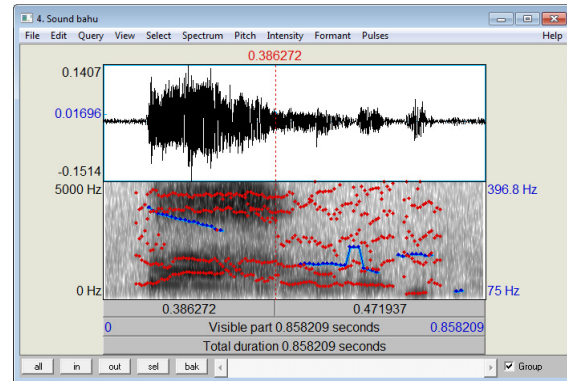 4. Sound bahu
File Edit Query View Select Spectrum Pitch Intensity Formant Pulses Help
0.386272
0.1407
0.01696
-0.1514
5000 Hz 396.8 Hz
0 Hz 75 Hz
0.386272 0.471937
0 Visible part 0.858209 seconds 0.858209
Total duration 0.858209 seconds
all in out sel bak Group